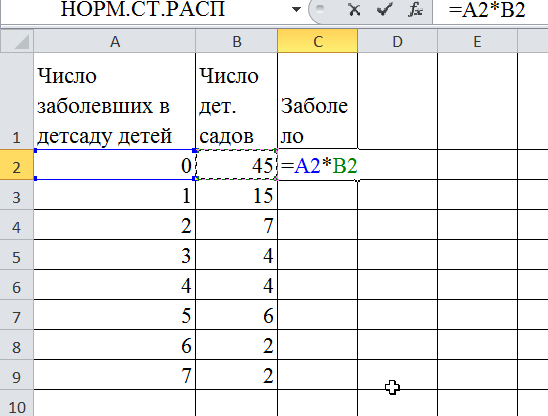 НОРМ.СТ.РАСП =A2*B2
A B C D E
1 Число заболевших в детсаду детей Число дет. садов Заболе ло
2 0 45 =A2*B2
3 1 15
4 2 7
5 3 4
6 4 4
7 5 6
8 6 2
9 7 2
10